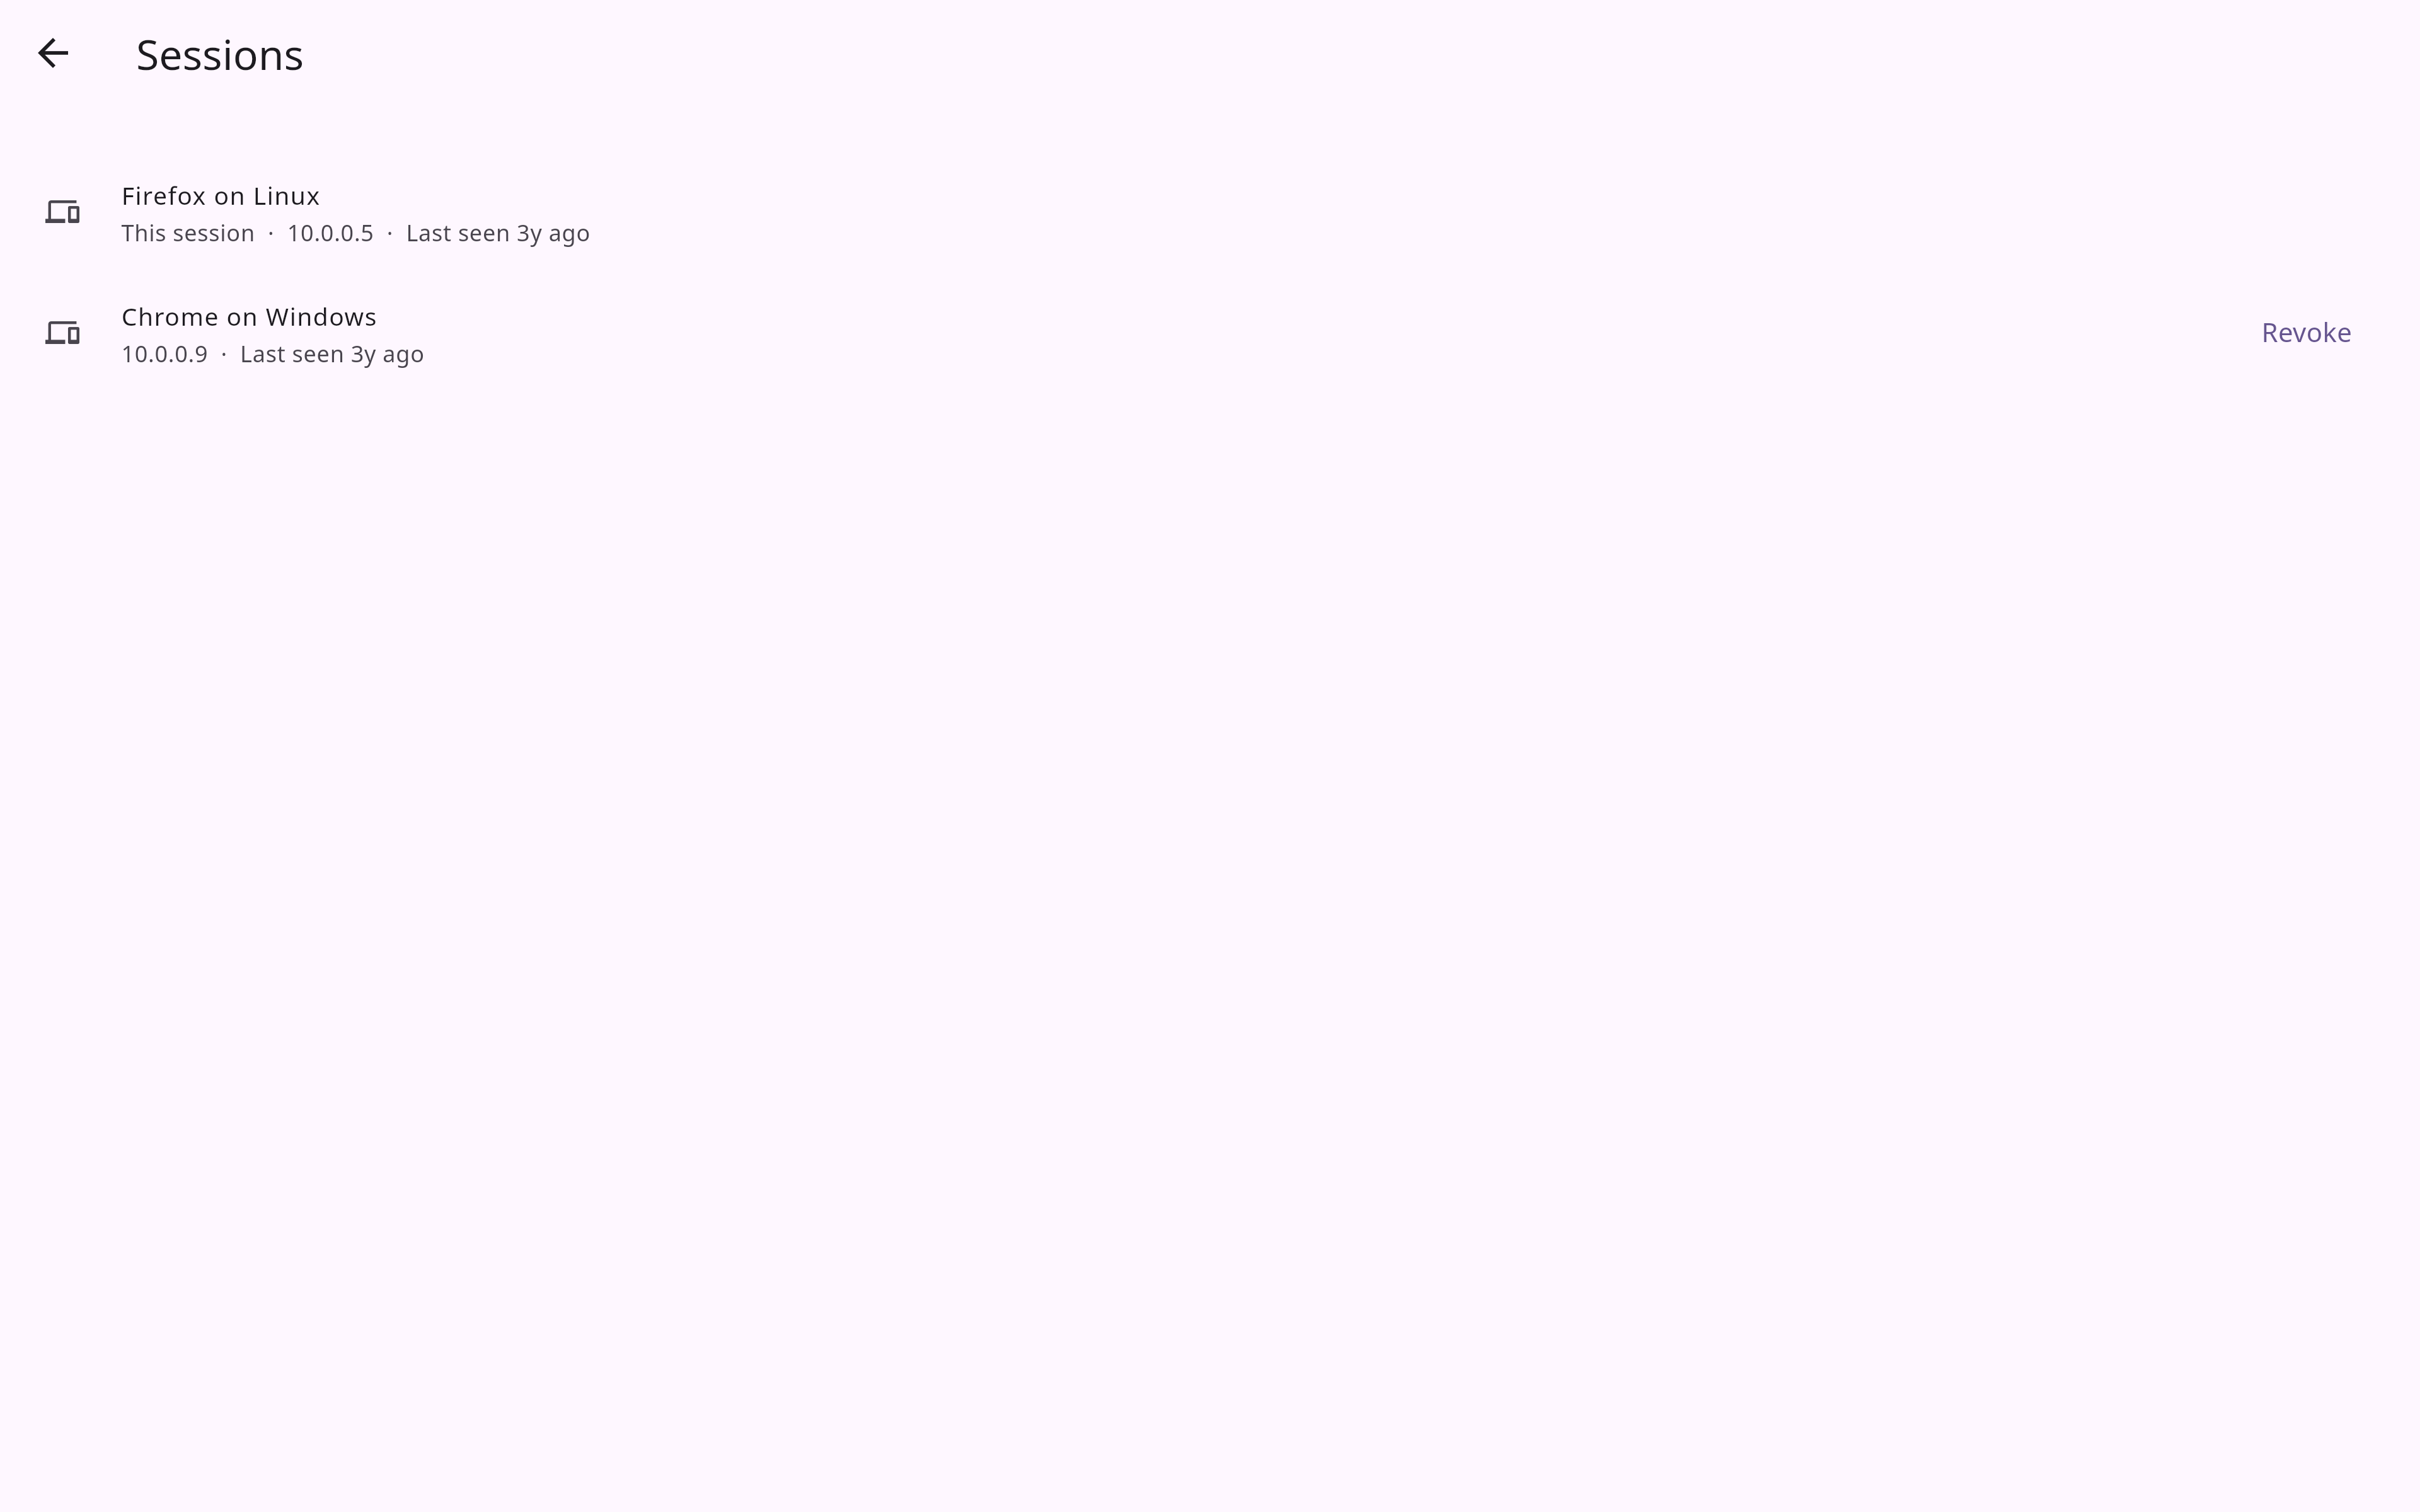 Sessions
Firefox on Linux
This session · 10.0.0.5 · Last seen 3y ago
Chrome on Windows
10.0.0.9 · Last seen 3y ago
Revoke